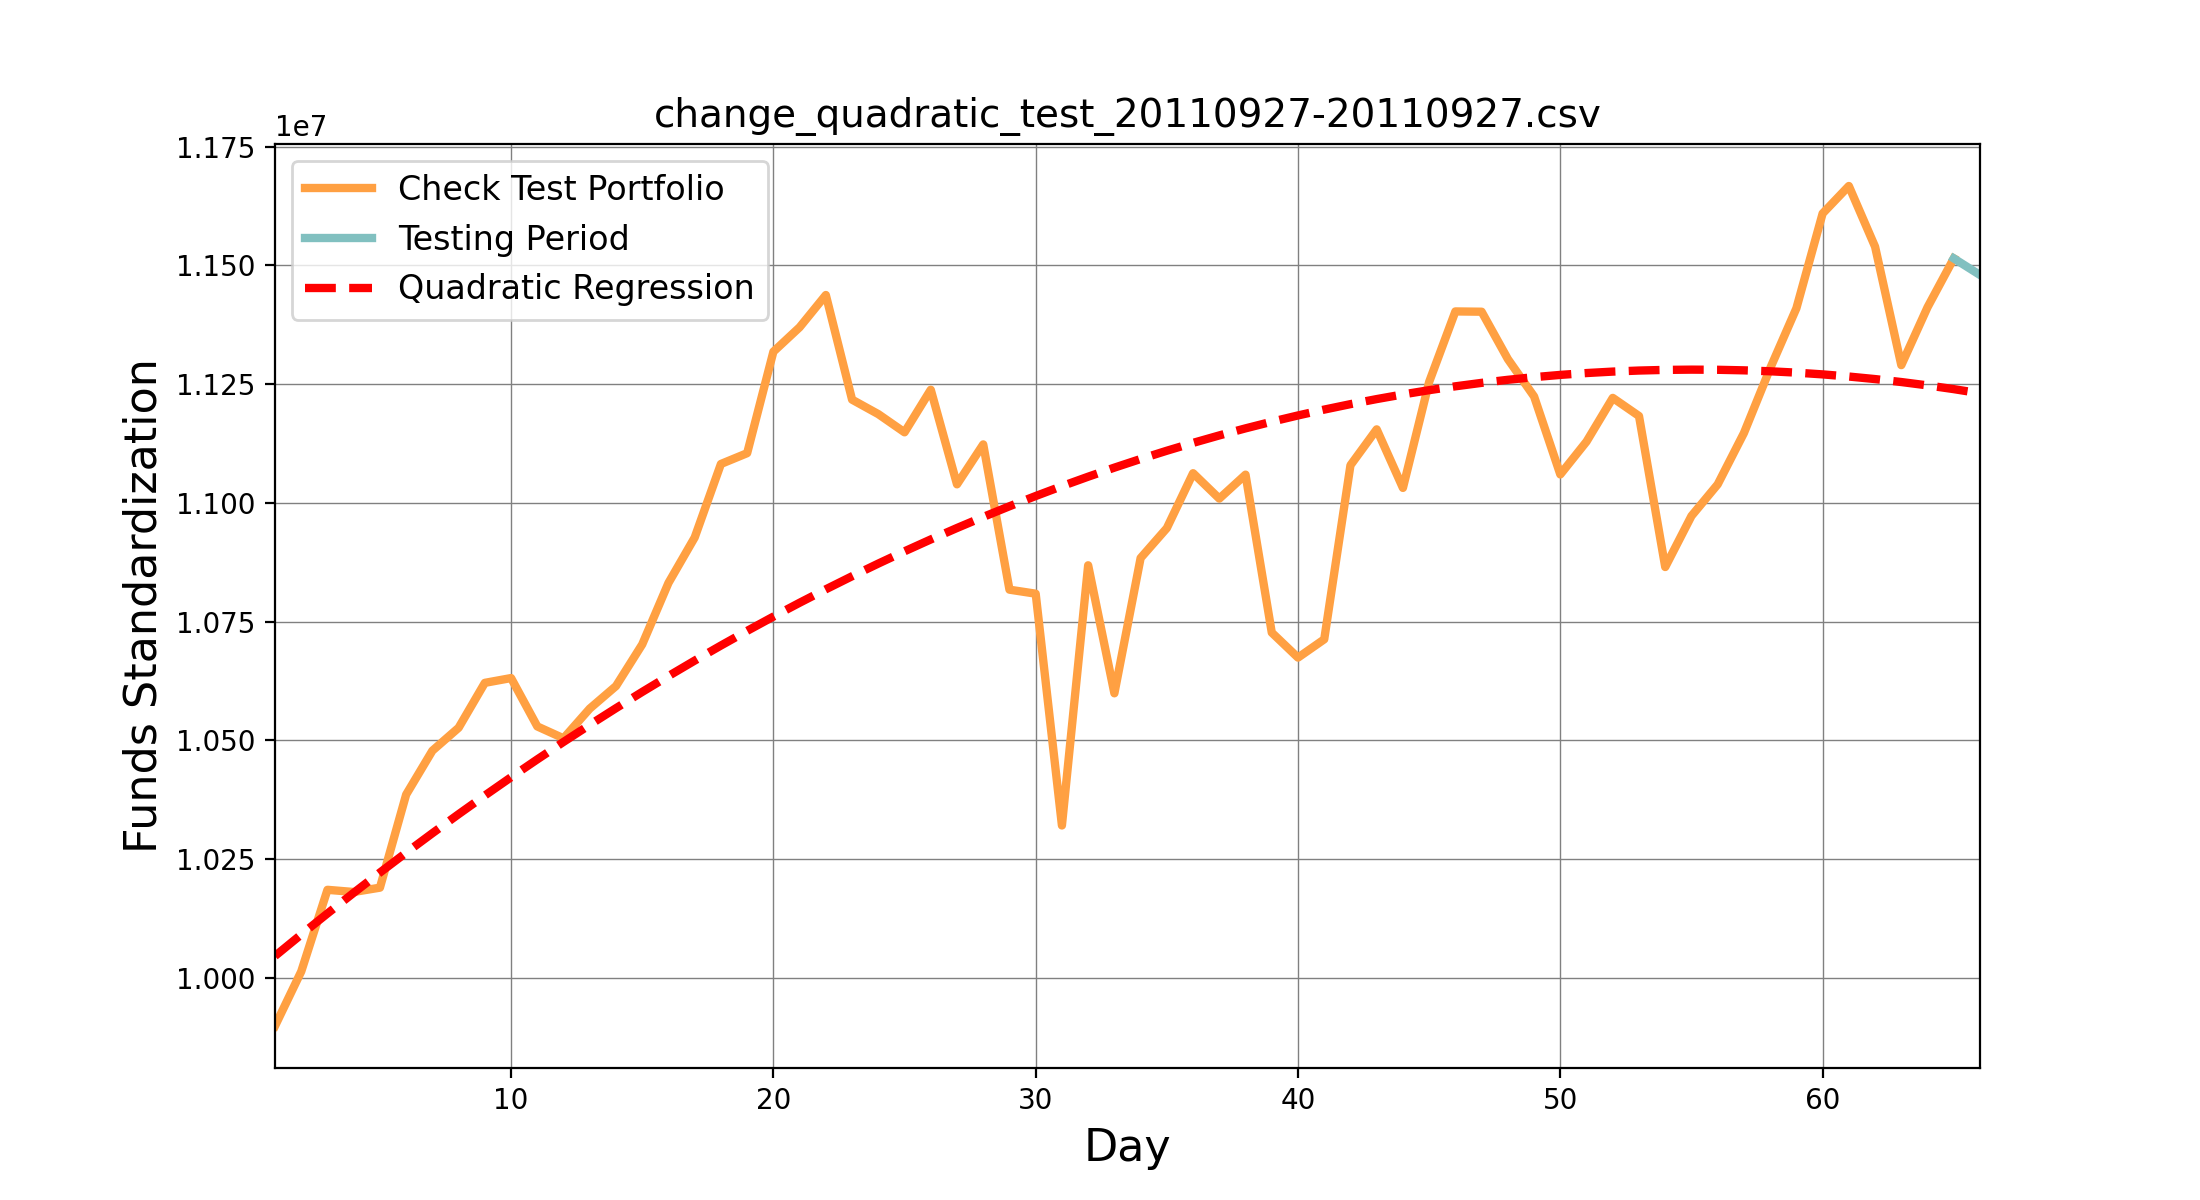 change_quadratic_test_20110927-20110927.csv
1e7
1.175
1.150
1.125
1.100
1.075
1.050
1.025
1.000
Funds Standardization
Check Test Portfolio
Testing Period
Quadratic Regression
10 20 30 40 50 60
Day